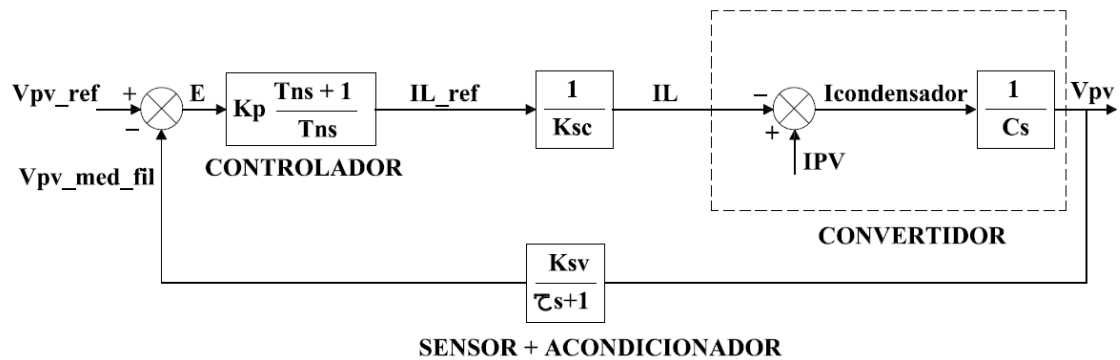 Vpv_ref
+
−
E
Kp Tns + 1
Tns
CONTROLADOR
IL_ref
1
Ksc
IL
−
+
IPV
Icondensador
1
Cs
Vpv
CONVERTIDOR
Vpv_med_fil
Ksv
τs+1
SENSOR + ACONDICIONADOR